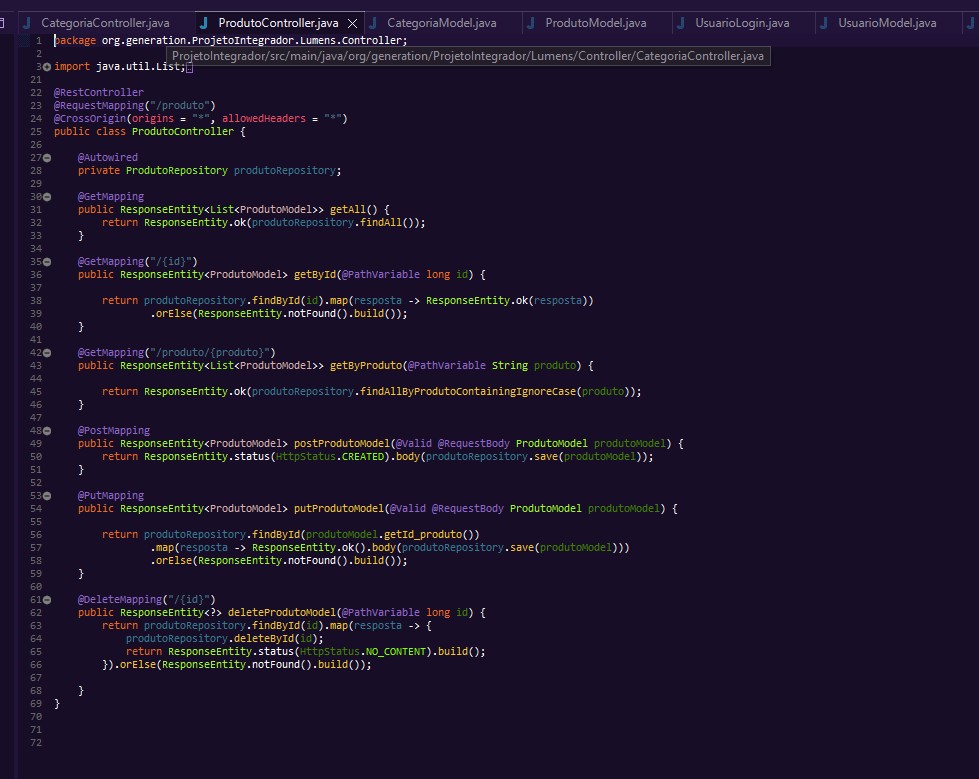 CategoriaController.java ProdutoController.java CategoriaModel.java ProdutoModel.java UsuarioLogin.java UsuarioModel.java
1 package org.generation.ProjetoIntegrador.Lumens.Controller;
2
ProjetoIntegrador/src/main/java/org/generation/ProjetoIntegrador/Lumens/Controller/CategoriaController.java
3 import java.util.List;
21
22 @RestController
23 @RequestMapping("/produto")
24 @CrossOrigin(origins = "*", allowedHeaders = "*")
25 public class ProdutoController {
26
27 @Autowired
28 private ProdutoRepository produtoRepository;
29
30 @GetMapping
31 public ResponseEntity<List<ProdutoModel>> getAll() {
32 return ResponseEntity.ok(produtoRepository.findAll());
33 }
34
35 @GetMapping("/{id}")
36 public ResponseEntity<ProdutoModel> getById(@PathVariable long id) {
37
38 return produtoRepository.findById(id).map(resposta -> ResponseEntity.ok(resposta))
39 .orElse(ResponseEntity.notFound().build());
40 }
41
42 @GetMapping("/produto/{produto}")
43 public ResponseEntity<List<ProdutoModel>> getByProduto(@PathVariable String produto) {
44
45 return ResponseEntity.ok(produtoRepository.findAllByProdutoContainingIgnoreCase(produto));
46 }
47
48 @PostMapping
49 public ResponseEntity<ProdutoModel> postProdutoModel(@Valid @RequestBody ProdutoModel produtoModel) {
50 return ResponseEntity.status(HttpStatus.CREATED).body(produtoRepository.save(produtoModel));
51 }
52
53 @PutMapping
54 public ResponseEntity<ProdutoModel> putProdutoModel(@Valid @RequestBody ProdutoModel produtoModel) {
55
56 return produtoRepository.findById(produtoModel.getId_produto())
57 .map(resposta -> ResponseEntity.ok().body(produtoRepository.save(produtoModel)))
58 .orElse(ResponseEntity.notFound().build());
59 }
60
61 @DeleteMapping("/{id}")
62 public ResponseEntity<?> deleteProdutoModel(@PathVariable long id) {
63 return produtoRepository.findById(id).map(resposta -> {
64 produtoRepository.deleteById(id);
65 return ResponseEntity.status(HttpStatus.NO_CONTENT).build();
66 }).orElse(ResponseEntity.notFound().build());
67
68 }
69 }
70
71
72